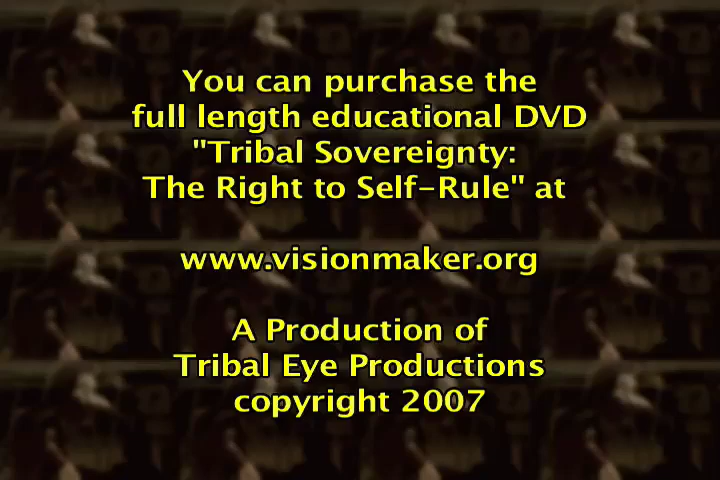 You can purchase the
full length educational DVD
"Tribal Sovereignty:
The Right to Self-Rule" at
www.visionmaker.org
A Production of
Tribal Eye Productions
copyright 2007